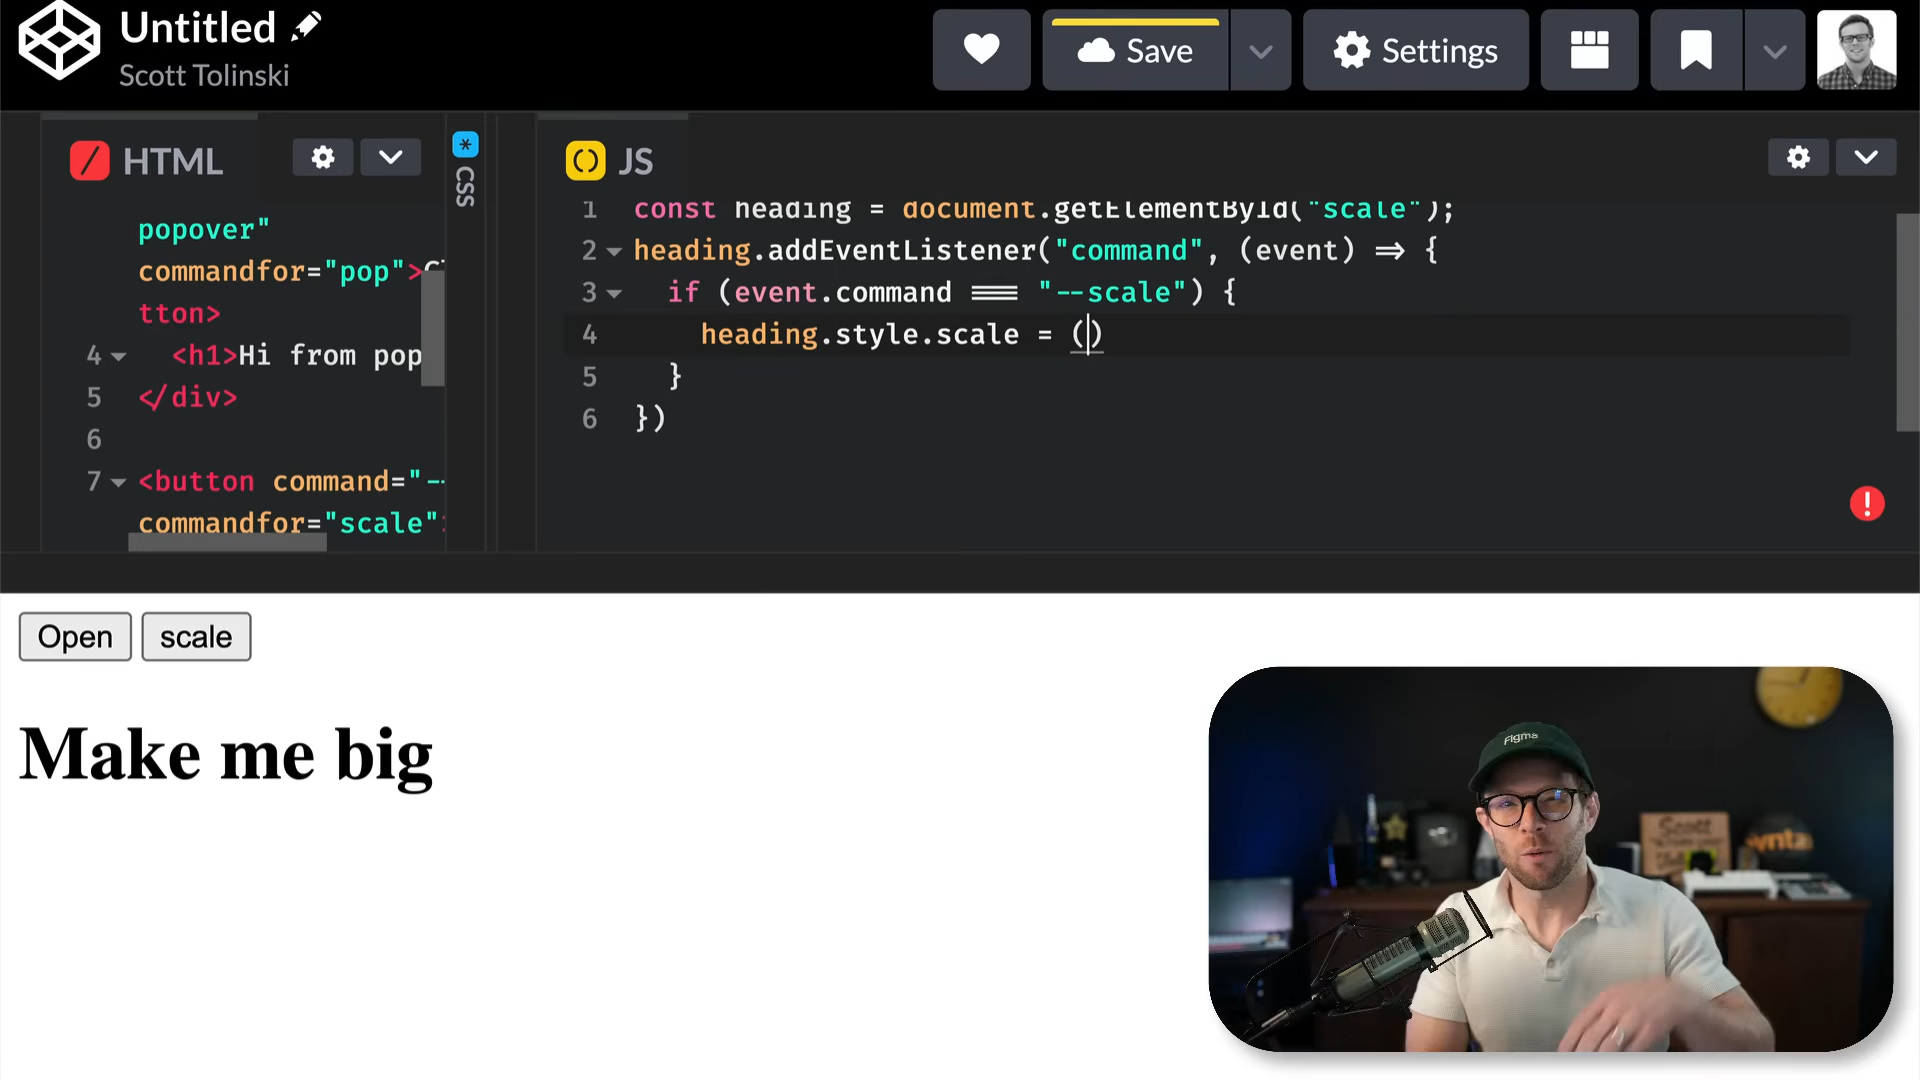 Untitled
Scott Tolinski
Save
Settings
HTML
*
CSS
JS
popover"
commandfor="pop">
tton>
4 <h1>Hi from pop
5 </div>
6
7 <button command="--
commandfor="scale"
1 const heading = document.getElementById("scale");
2 heading.addEventListener("command", (event) => {
3 if (event.command === "--scale") {
4 heading.style.scale = ()
5 }
6 })
Open
scale
Make me big
Figma
Scott